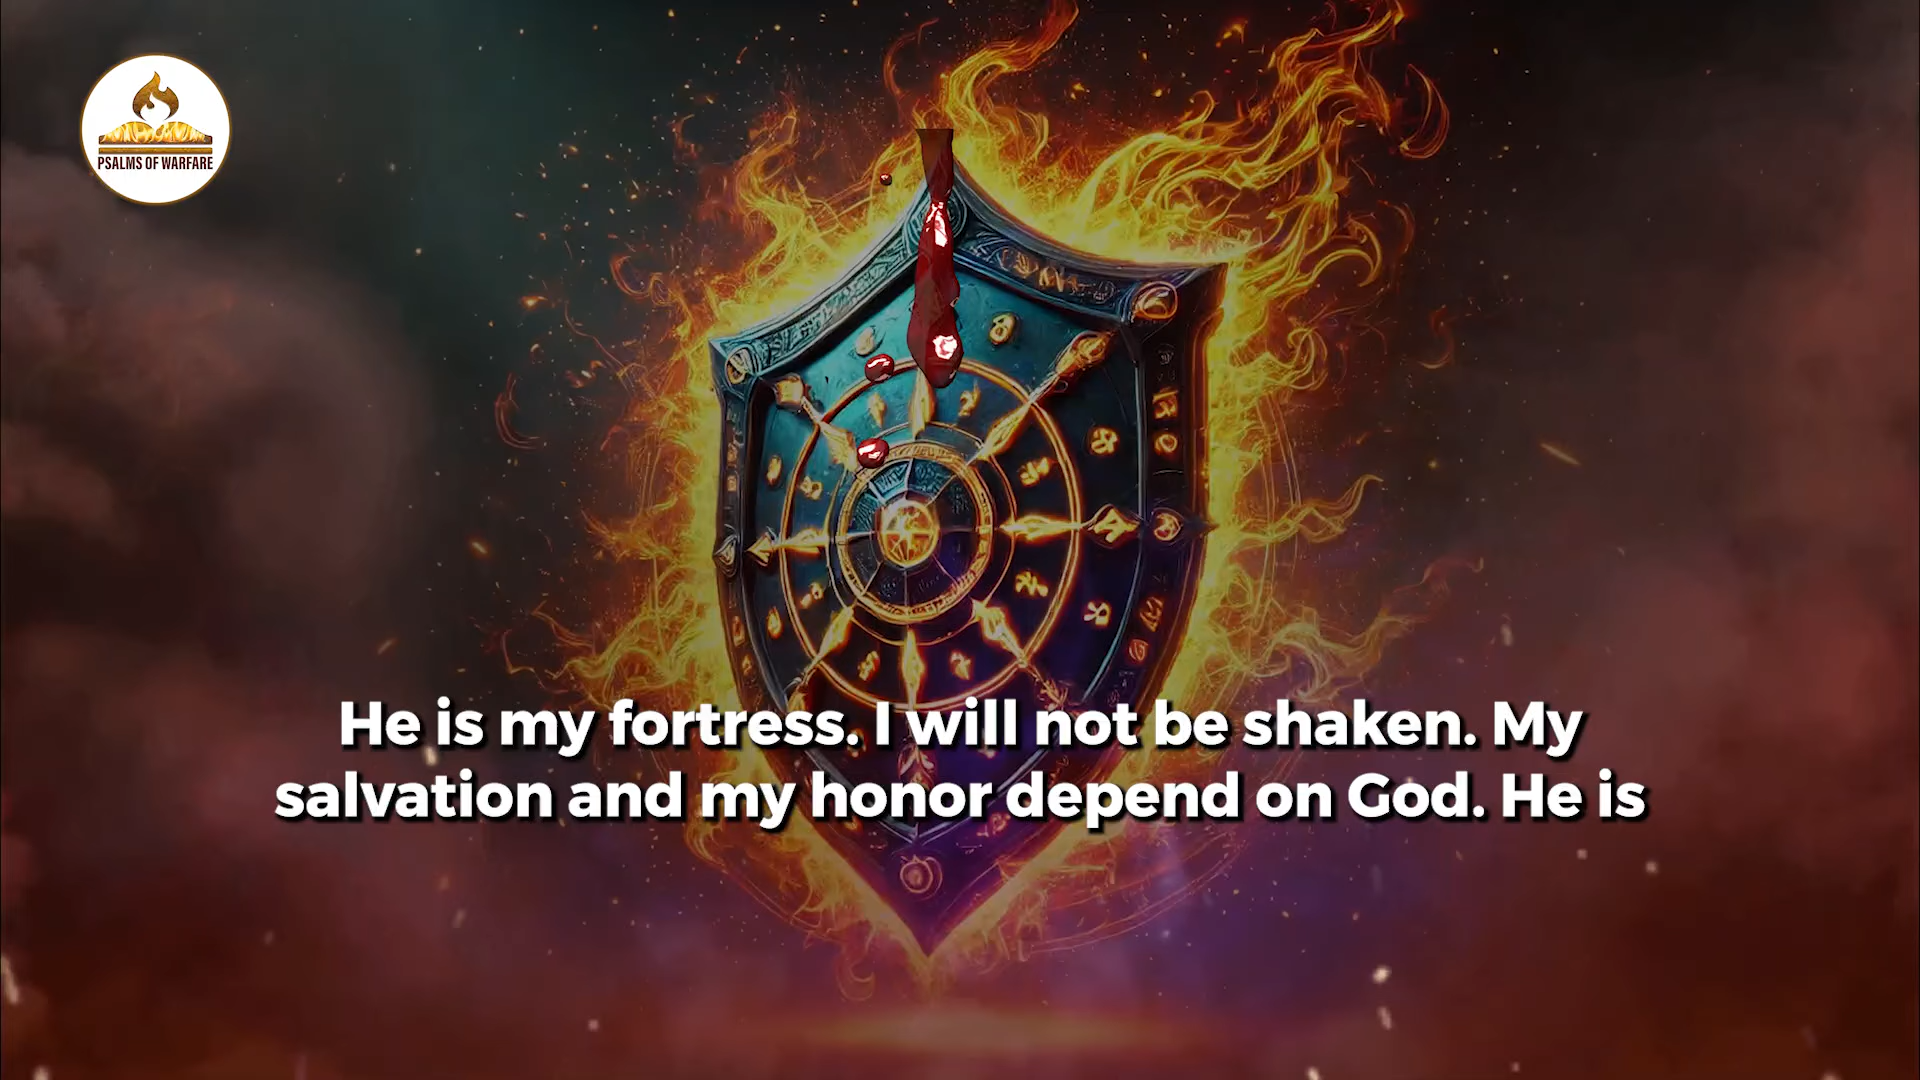 PSALMS OF WARFARE
He is my fortress. I will not be shaken. My
salvation and my honor depend on God. He is